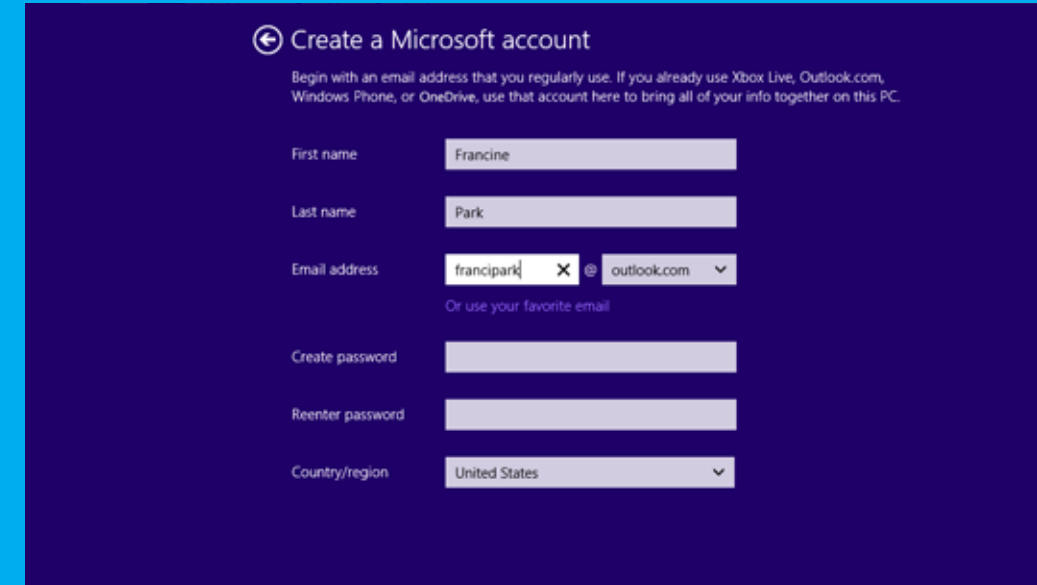 Create a Microsoft account
Begin with an email address that you regularly use. If you already use Xbox Live, Outlook.com,
Windows Phone, or OneDrive, use that account here to bring all of your info together on this PC.
First name Francine
Last name Park
Email address francipark @ outlook.com
Or use your favorite email
Create password
Reenter password
Country/region United States